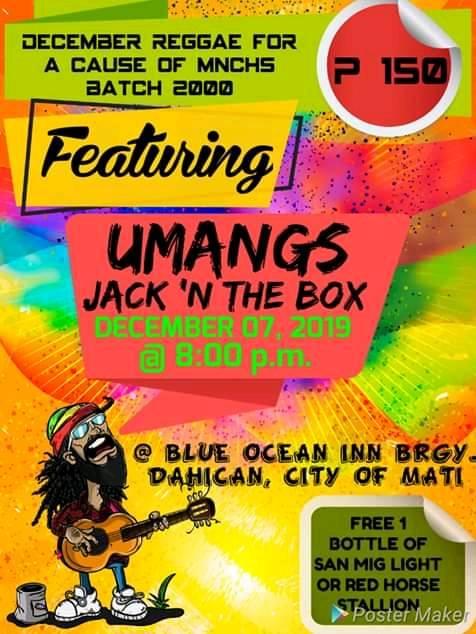 DECEMBER REGGAE FOR
A CAUSE OF MNCHS
BATCH 2000
P 150
Featuring
UMANGS
JACK 'N THE BOX
DECEMBER 07, 2019
@ 8:00 p.m.
@ BLUE OCEAN INN BRGY.
DAHICAN, CITY OF MATI
FREE 1
BOTTLE OF
SAN MIG LIGHT
OR RED HORSE
STALLION
Poster Maker